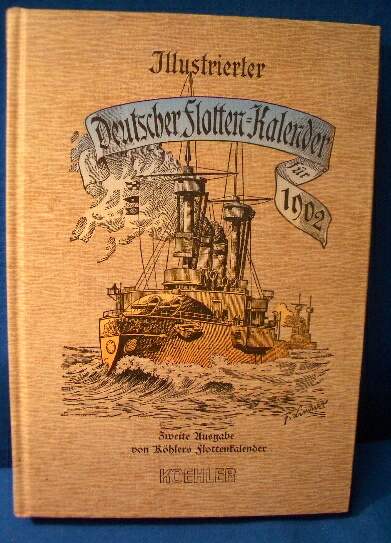 Illustrierter
Deutscher Flotten=Kalender
für
1902
Zweite Ausgabe
von Köhlers Flottenkalender
KOEHLER